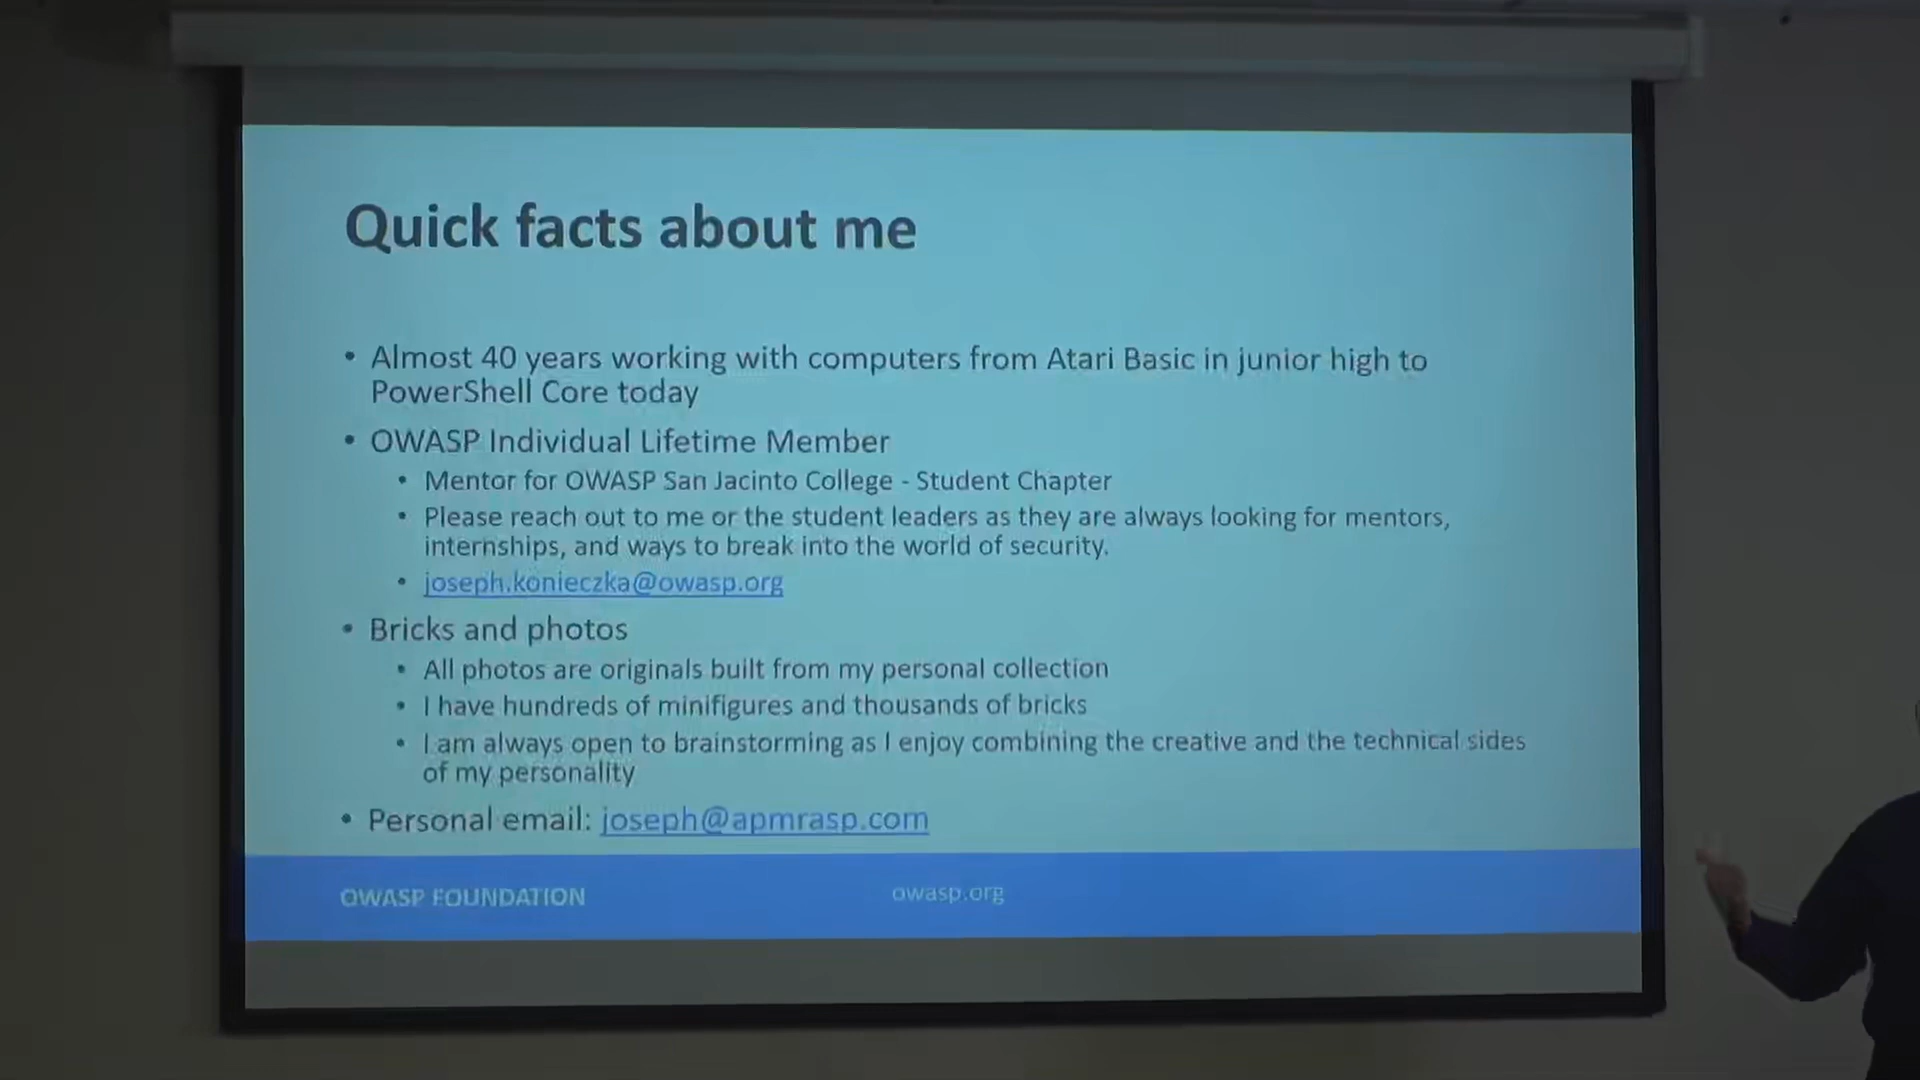 Quick facts about me
• Almost 40 years working with computers from Atari Basic in junior high to
PowerShell Core today
• OWASP Individual Lifetime Member
• Mentor for OWASP San Jacinto College - Student Chapter
• Please reach out to me or the student leaders as they are always looking for mentors,
internships, and ways to break into the world of security.
• joseph.konieczka@owasp.org
• Bricks and photos
• All photos are originals built from my personal collection
• I have hundreds of minifigures and thousands of bricks
• I am always open to brainstorming as I enjoy combining the creative and the technical sides
of my personality
• Personal email: joseph@apmrasp.com
OWASP FOUNDATION
owasp.org